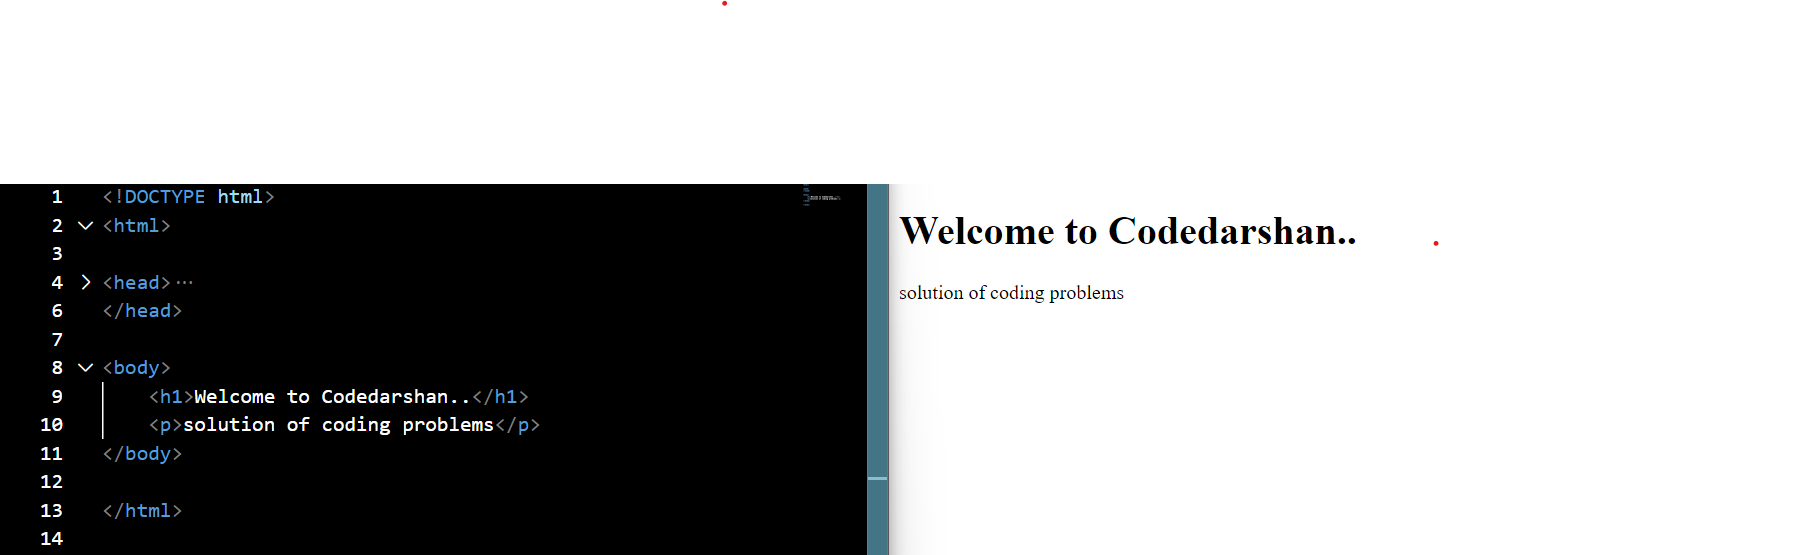 1 <!DOCTYPE html>
2 <html>
3
4 <head>...
6 </head>
7
8 <body>
9 <h1>Welcome to Codedarshan..</h1>
10 <p>solution of coding problems</p>
11 </body>
12
13 </html>
14
Welcome to Codedarshan..
solution of coding problems